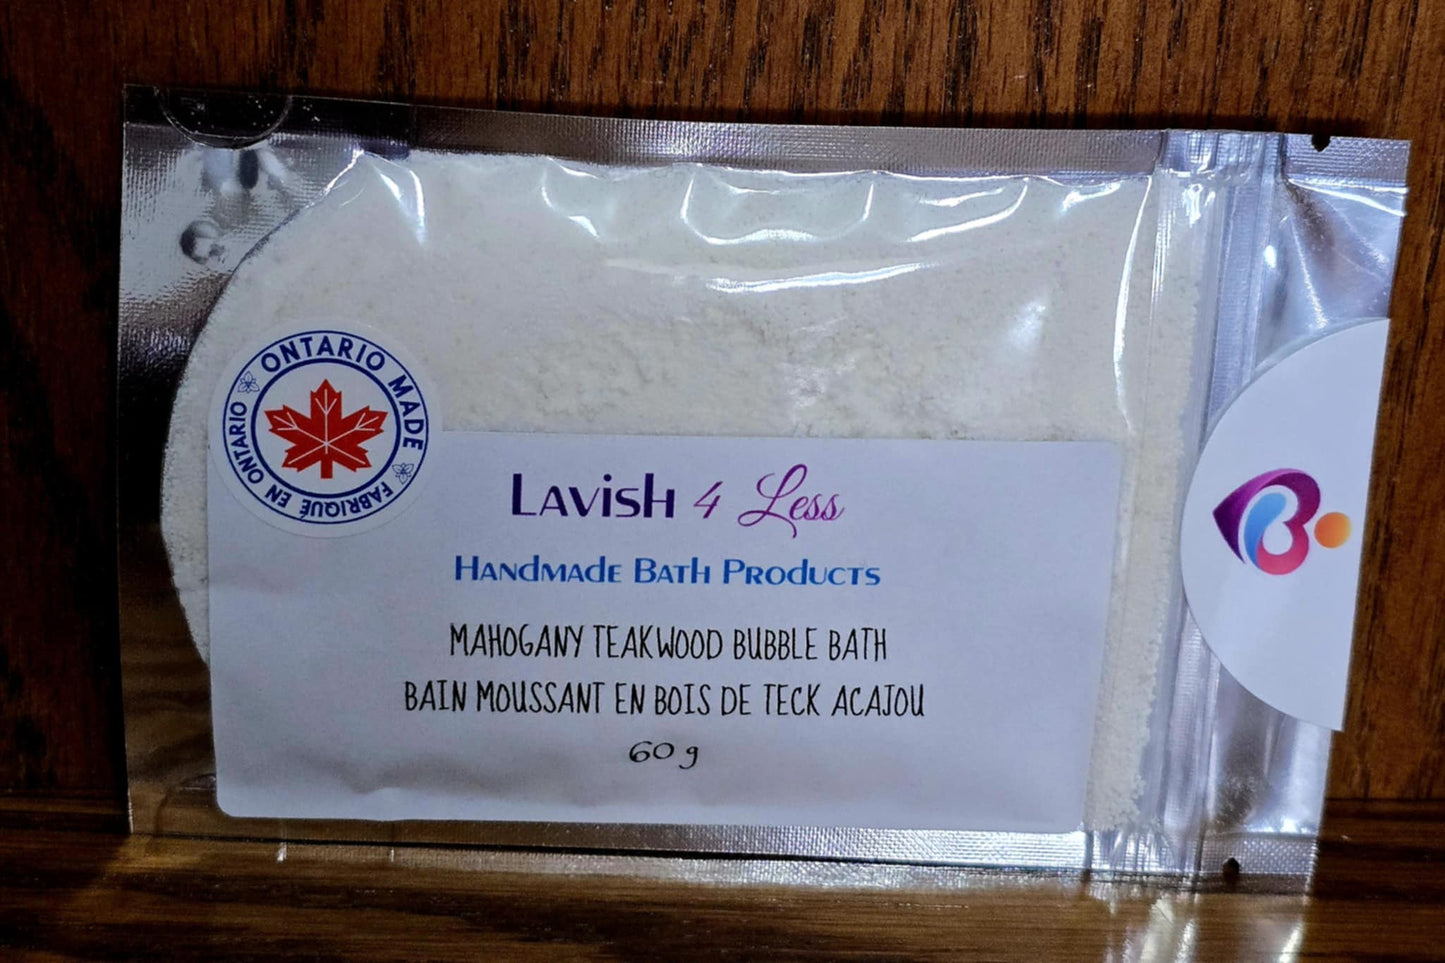 ONTARIO MADE
FABRIQUÉ EN ONTARIO
LAVISH 4 Less
HANDMADE BATH PRODUCTS
MAHOGANY TEAKWOOD BUBBLE BATH
BAIN MOUSSANT EN BOIS DE TECK ACAJOU
60 g